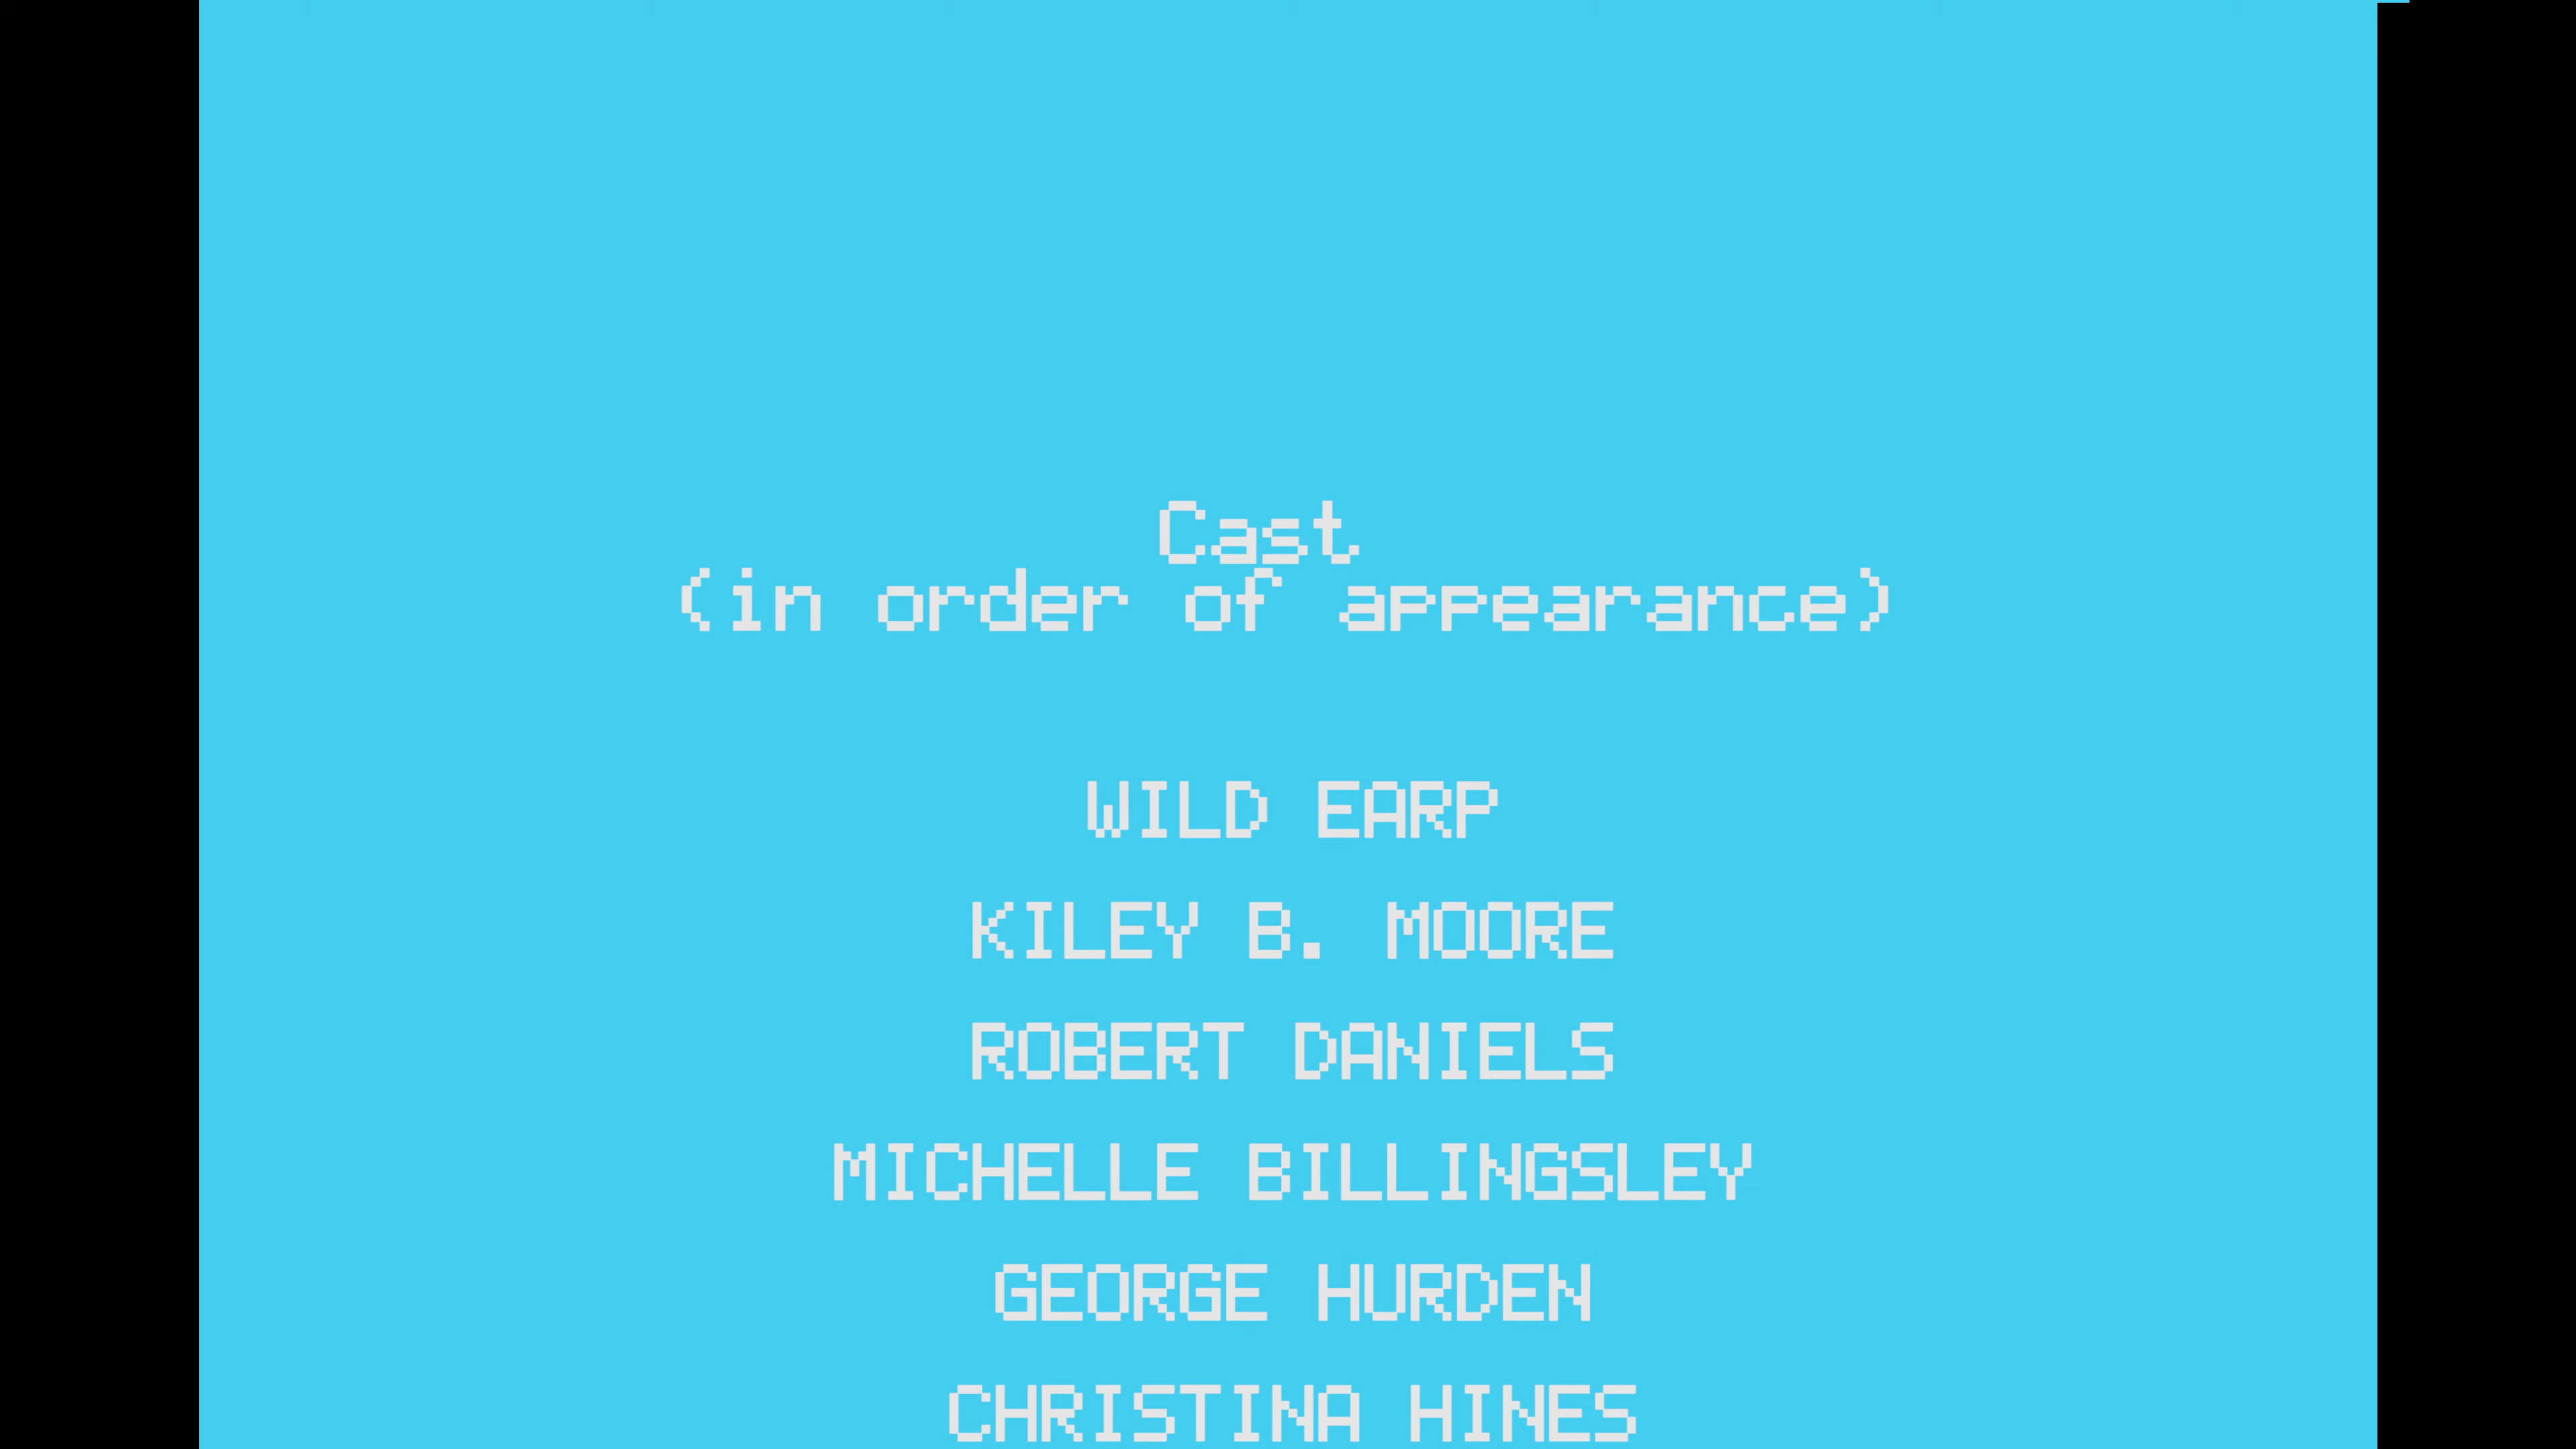 Cast
(in order of appearance)
WILD EARP
KILEY B. MOORE
ROBERT DANIELS
MICHELLE BILLINGSLEY
GEORGE HURDEN
CHRISTINA HINES